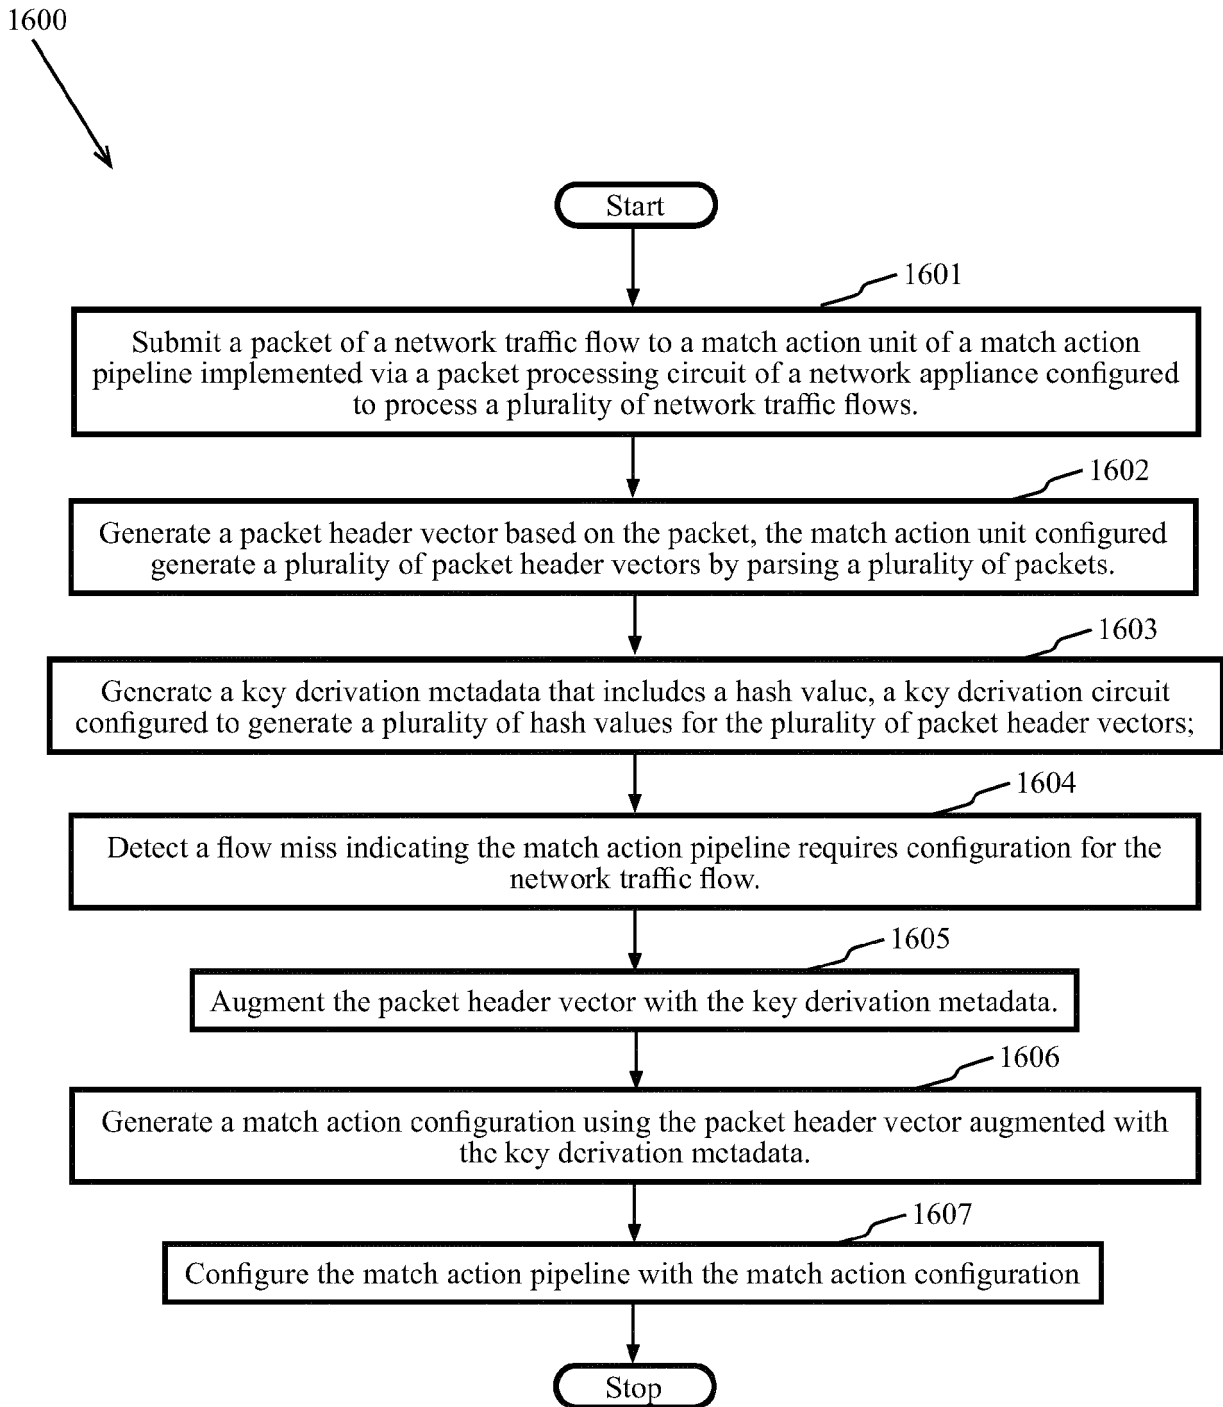 1600
Start
1601
Submit a packet of a network traffic flow to a match action unit of a match action
pipeline implemented via a packet processing circuit of a network appliance configured
to process a plurality of network traffic flows.
1602
Generate a packet header vector based on the packet, the match action unit configured
generate a plurality of packet header vectors by parsing a plurality of packets.
1603
Generate a key derivation metadata that includes a hash value, a key derivation circuit
configured to generate a plurality of hash values for the plurality of packet header vectors;
1604
Detect a flow miss indicating the match action pipeline requires configuration for the
network traffic flow.
1605
Augment the packet header vector with the key derivation metadata.
1606
Generate a match action configuration using the packet header vector augmented with
the key derivation metadata.
1607
Configure the match action pipeline with the match action configuration
Stop